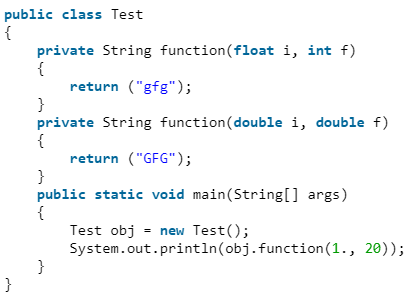 public class Test
{
    private String function(float i, int f)
    {
        return ("gfg");
    }
    private String function(double i, double f)
    {
        return ("GFG");
    }
    public static void main(String[] args)
    {
        Test obj = new Test();
        System.out.println(obj.function(1., 20));
    }
}